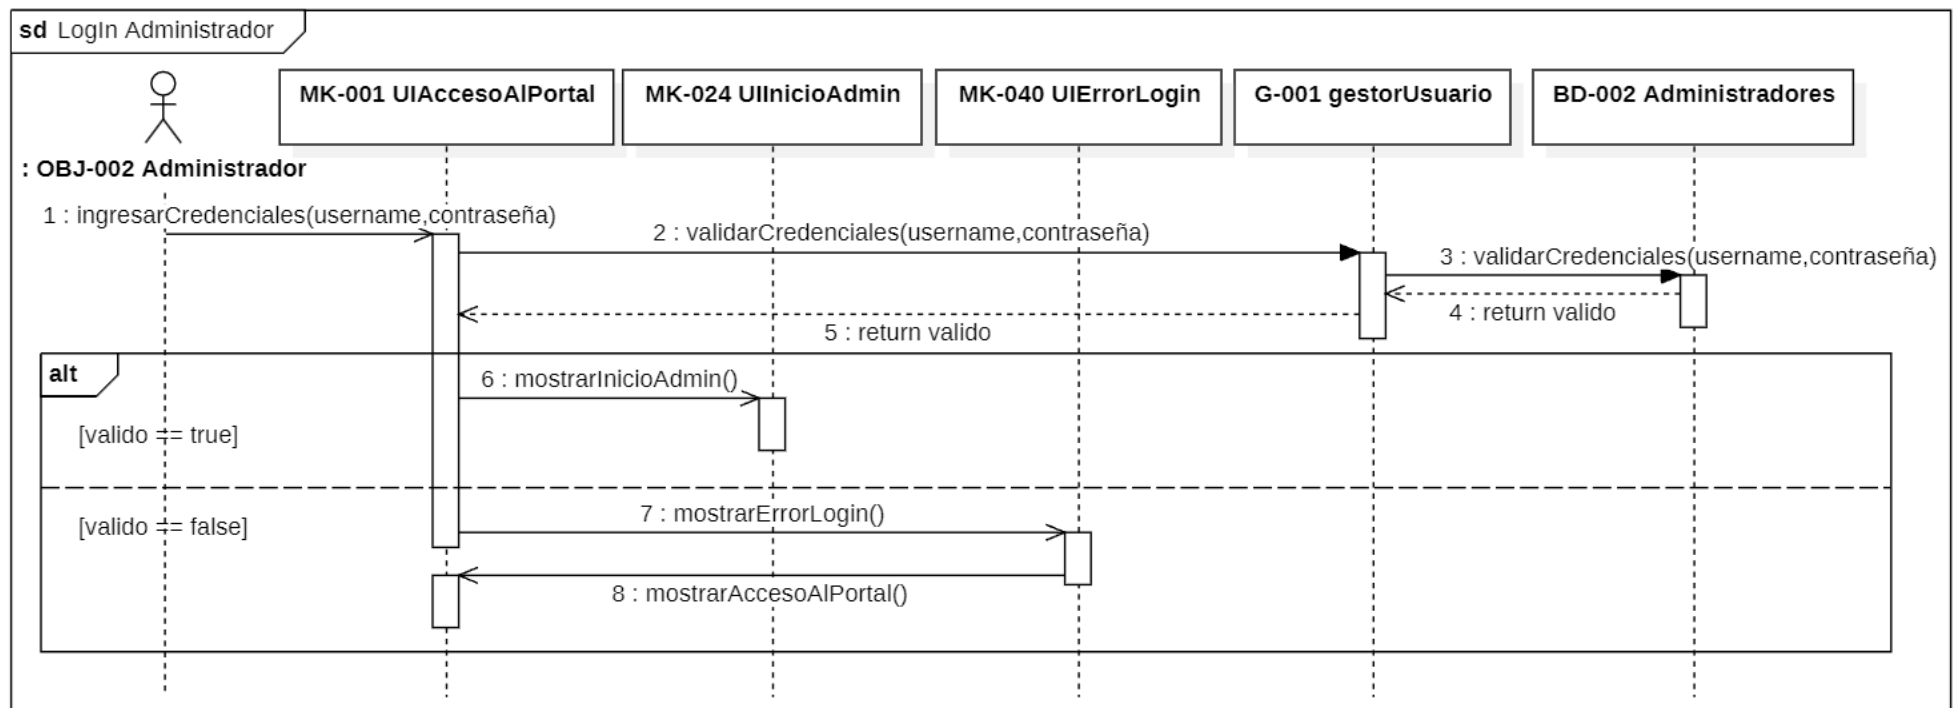 sd LogIn Administrador
MK-001 UIAccesoAlPortal
MK-024 UIInicioAdmin
MK-040 UIErrorLogin
G-001 gestorUsuario
BD-002 Administradores
: OBJ-002 Administrador
1 : ingresarCredenciales(username,contraseña)
2 : validarCredenciales(username,contraseña)
3 : validarCredenciales(username,contraseña)
4 : return valido
5 : return valido
alt
6 : mostrarInicioAdmin()
[valido == true]
7 : mostrarErrorLogin()
[valido == false]
8 : mostrarAccesoAlPortal()